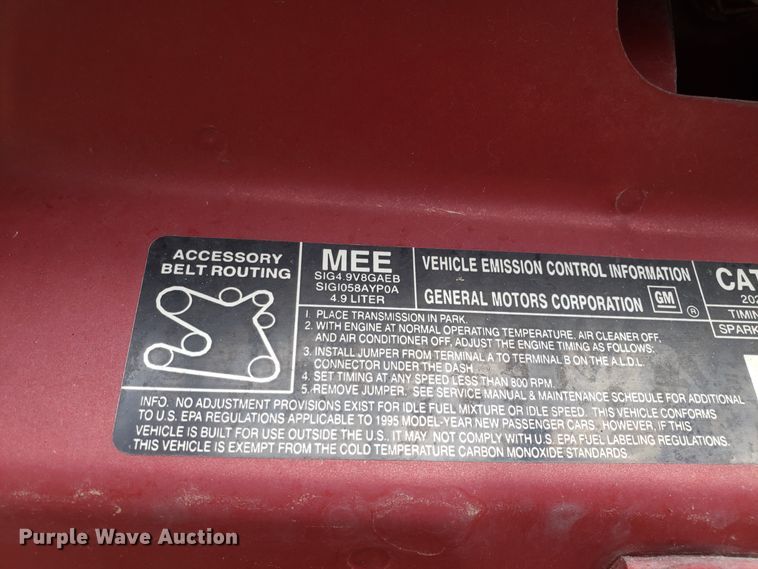 ACCESSORY
BELT ROUTING
MEE
SIG4.9V8GAEB
SIGI058AYP0A
4.9 LITER
VEHICLE EMISSION CONTROL INFORMATION
GENERAL MOTORS CORPORATION GM ®
CAT
202
TIMIN
SPARK
1. PLACE TRANSMISSION IN PARK.
2. WITH ENGINE AT NORMAL OPERATING TEMPERATURE, AIR CLEANER OFF,
AND AIR CONDITIONER OFF, ADJUST THE ENGINE TIMING AS FOLLOWS:
3. INSTALL JUMPER FROM TERMINAL A TO TERMINAL B ON THE A.L.D.L.
CONNECTOR UNDER THE DASH
4. SET TIMING AT ANY SPEED LESS THAN 800 RPM.
5. REMOVE JUMPER. SEE SERVICE MANUAL & MAINTENANCE SCHEDULE FOR ADDITIONAL
INFO. NO ADJUSTMENT PROVISIONS EXIST FOR IDLE FUEL MIXTURE OR IDLE SPEED. THIS VEHICLE CONFORMS
TO U.S. EPA REGULATIONS APPLICABLE TO 1995 MODEL-YEAR NEW PASSENGER CARS, HOWEVER, IF THIS
VEHICLE IS BUILT FOR USE OUTSIDE THE U.S., IT MAY NOT COMPLY WITH U.S. EPA FUEL LABELING REGULATIONS.
THIS VEHICLE IS EXEMPT FROM THE COLD TEMPERATURE CARBON MONOXIDE STANDARDS.
Purple Wave Auction